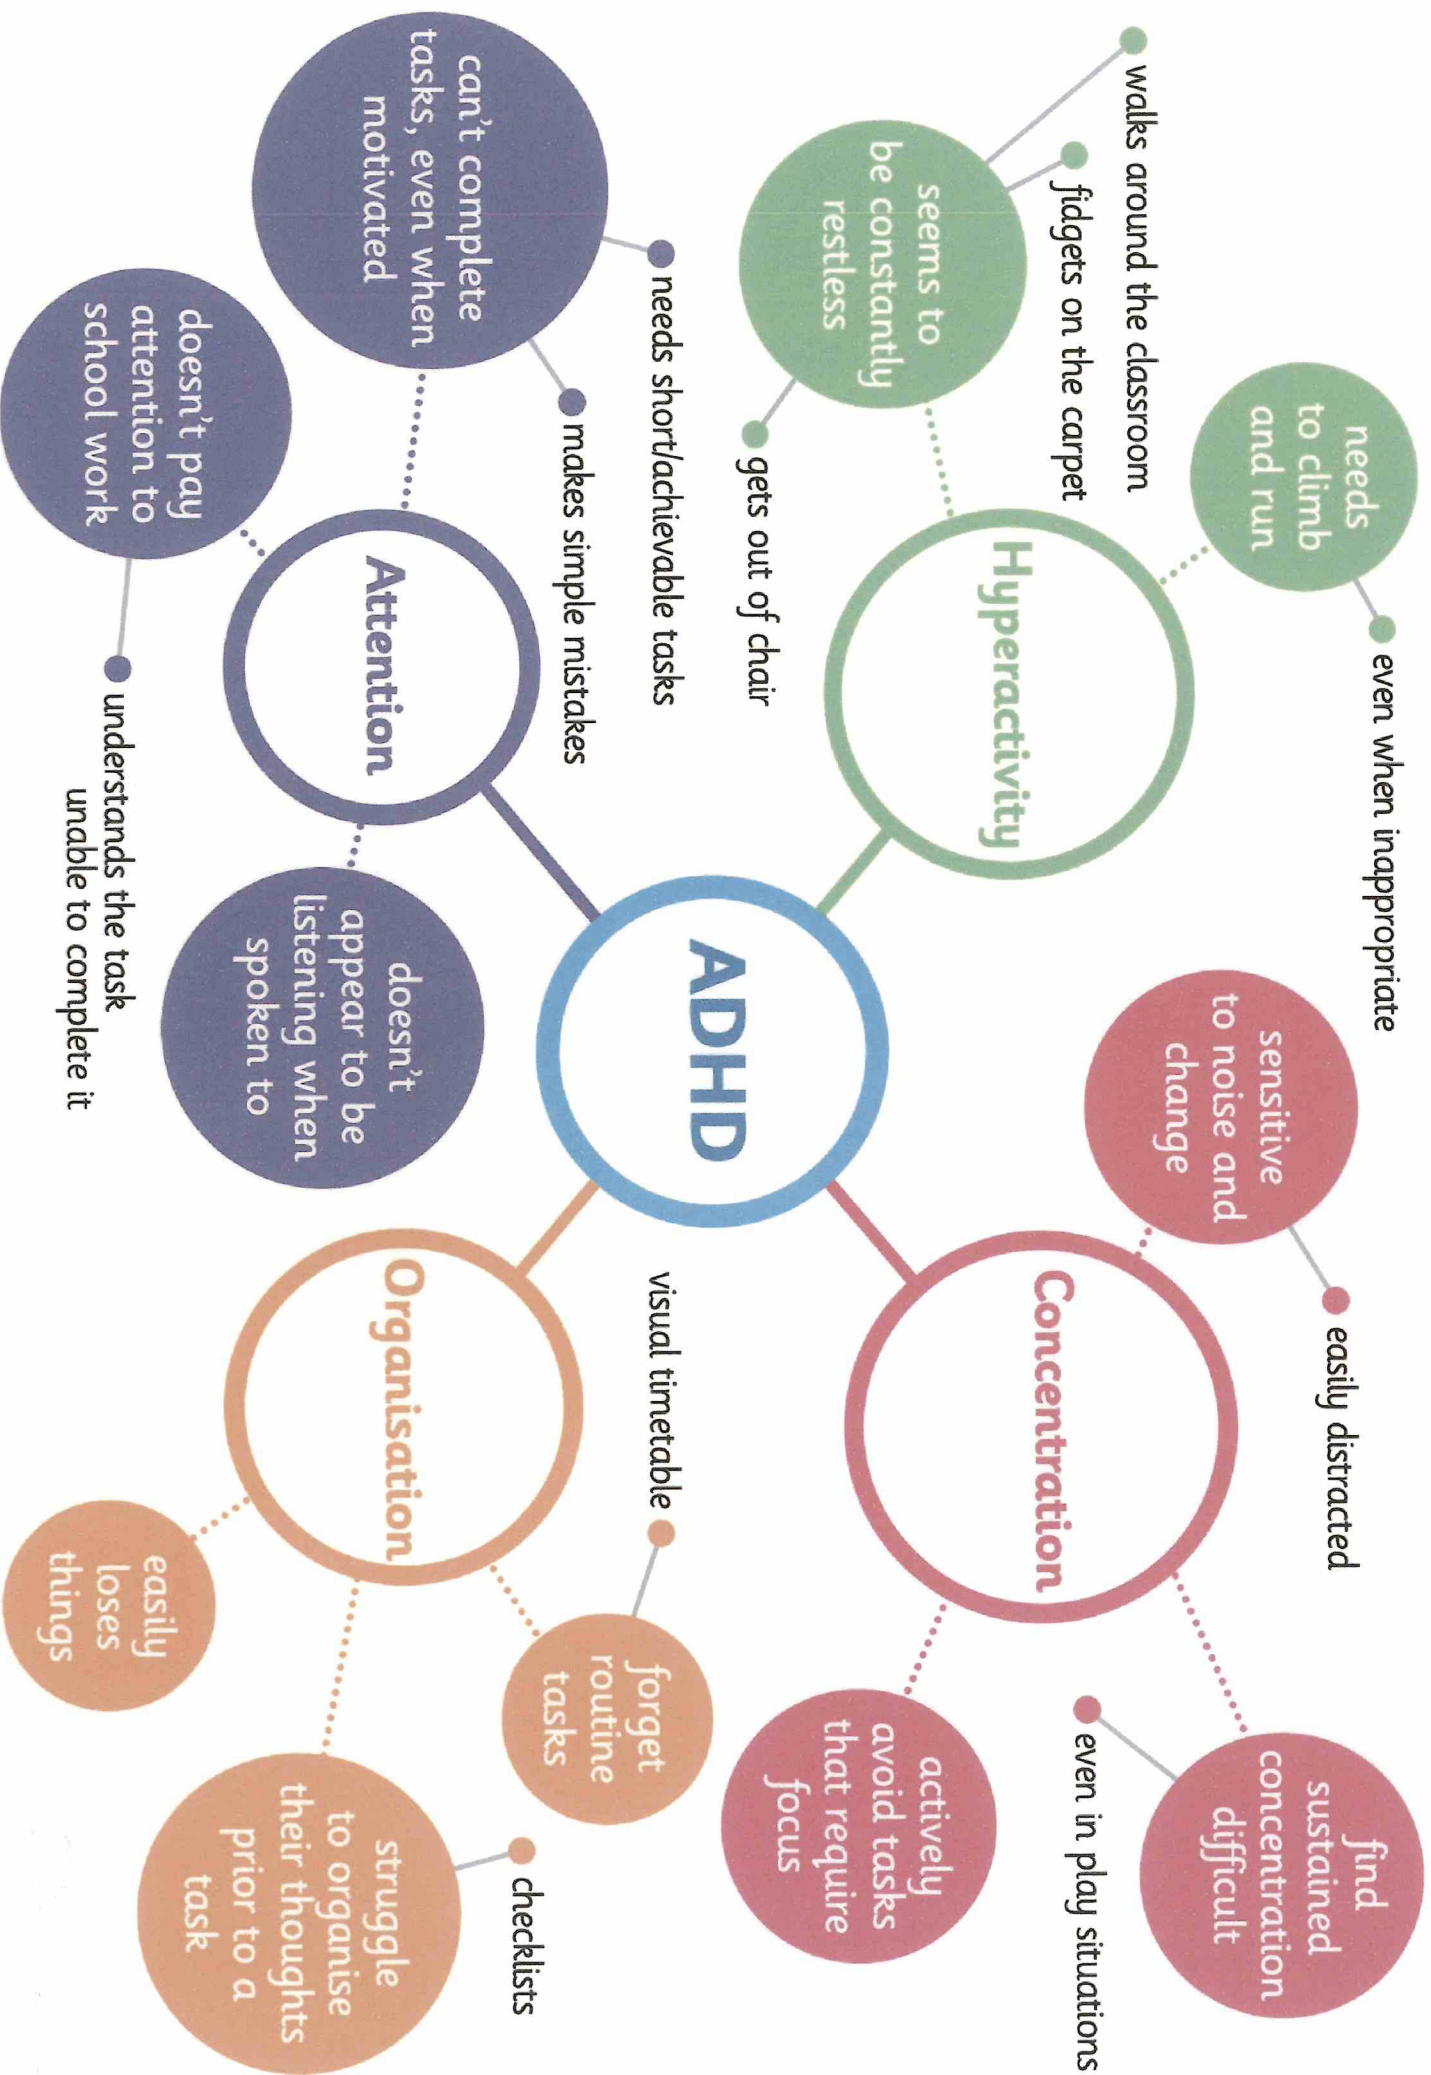 needs
to climb
and run
even when inappropriate
walks around the classroom
fidgets on the carpet
seems to
be constantly
restless
gets out of chair
Hyperactivity
sensitive
to noise and
change
easily distracted
Concentration
find
sustained
concentration
difficult
even in play situations
actively
avoid tasks
that require
focus
ADHD
needs short/achievable tasks
makes simple mistakes
can't complete
tasks, even when
motivated
Attention
doesn't pay
attention to
school work
understands the task
unable to complete it
doesn't
appear to be
listening when
spoken to
visual timetable
Organisation
forget
routine
tasks
checklists
struggle
to organise
their thoughts
prior to a
task
easily
loses
things